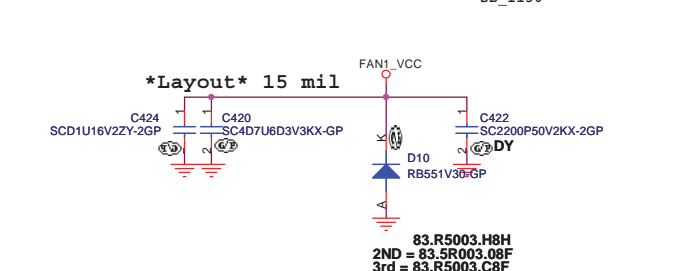 FAN1_VCC
*Layout* 15 mil
1
1
1
C424
SCD1U16V2ZY-2GP
C420
SC4D7U6D3V3KX-GP
C422
SC2200P50V2KX-2GP
K
2
2
2
DY
D10
RB551V30-GP
A
83.R5003.H8H
2ND = 83.5R003.08F
3rd = 83.R5003.C8F